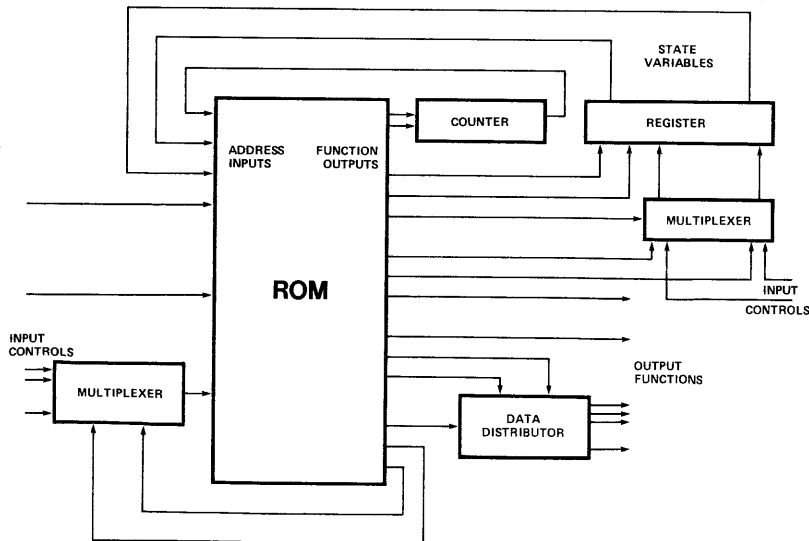 STATE
VARIABLES
COUNTER
REGISTER
ADDRESS
INPUTS
FUNCTION
OUTPUTS
MULTIPLEXER
ROM
INPUT
CONTROLS
INPUT
CONTROLS
MULTIPLEXER
OUTPUT
FUNCTIONS
DATA
DISTRIBUTOR